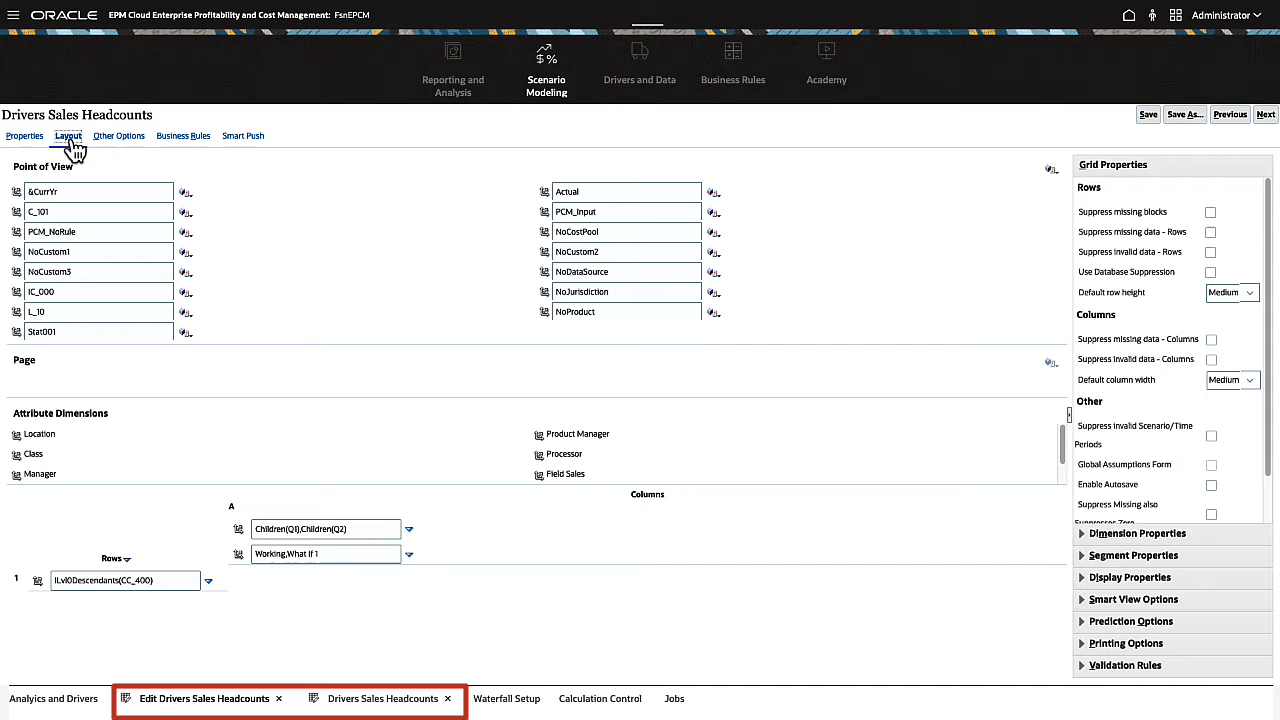 ORACLE EPM Cloud Enterprise Profitability and Cost Management: FsnEPCM
Administrator
Reporting and
Analysis
Scenario
Modeling
Drivers and Data
Business Rules
Academy
Drivers Sales Headcounts
Save Save As... Previous Next
Properties Layout Other Options Business Rules Smart Push
Point of View
&CurrYr
Actual
C_101
PCM_Input
PCM_NoRule
NoCostPool
NoCustom1
NoCustom2
NoCustom3
NoDataSource
IC_000
NoJurisdiction
L_10
NoProduct
Stat001
Page
Attribute Dimensions
Location
Product Manager
Class
Processor
Manager
Field Sales
Columns
A
Children(Q1),Children(Q2)
Working,What If 1
Rows
1 ILvl0Descendants(CC_400)
Grid Properties
Rows
Suppress missing blocks
Suppress missing data - Rows
Suppress invalid data - Rows
Use Database Suppression
Default row height Medium
Columns
Suppress missing data - Columns
Suppress invalid data - Columns
Default column width Medium
Other
Suppress invalid Scenario/Time
Periods
Global Assumptions Form
Enable Autosave
Suppress Missing also
Suppresses Zero
Dimension Properties
Segment Properties
Display Properties
Smart View Options
Prediction Options
Printing Options
Validation Rules
Analyics and Drivers Edit Drivers Sales Headcounts × Drivers Sales Headcounts × Waterfall Setup Calculation Control Jobs